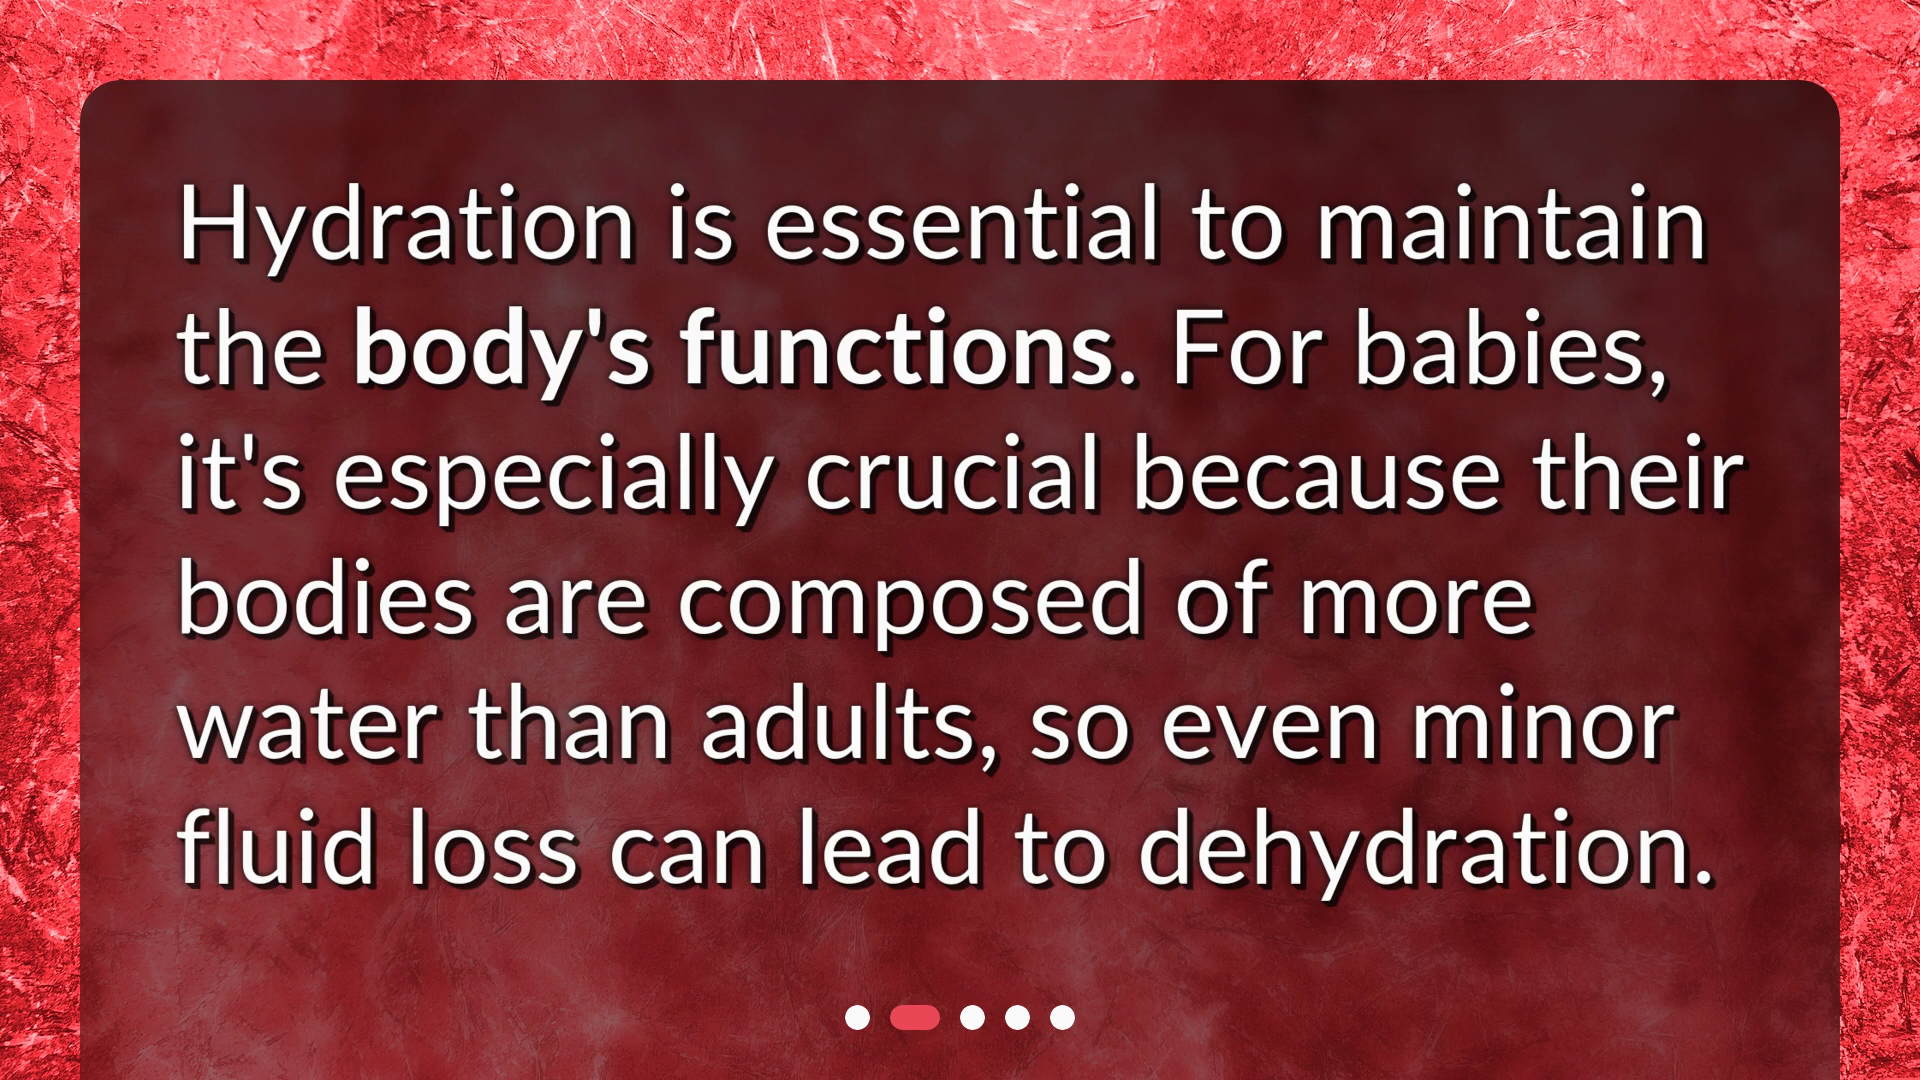 Hydration is essential to maintain
the body's functions. For babies,
it's especially crucial because their
bodies are composed of more
water than adults, so even minor
fluid loss can lead to dehydration.